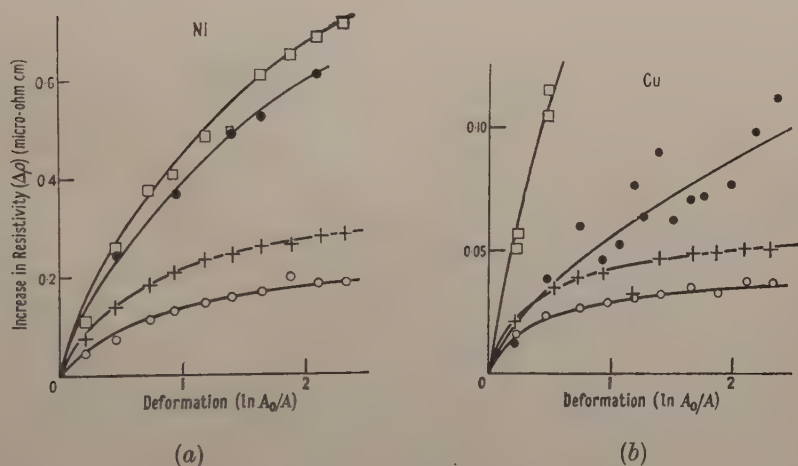 Increase in Resistivity (Δρ) (micro-ohm cm)
Ni
0·6
0·4
0·2
0
1
2
Deformation (ln A₀/A)
(a)
Cu
0·10
0·05
0
1
2
Deformation (ln A₀/A)
(b)